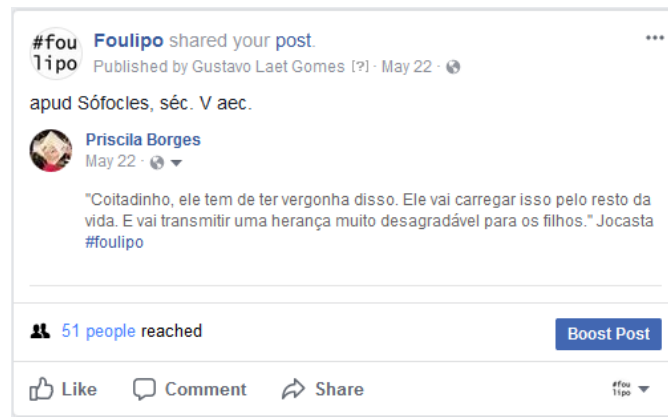 #fou
lipo
Foulipo shared your post.
Published by Gustavo Laet Gomes [?] · May 22 ·
apud Sófocles, séc. V aec.
Priscila Borges
May 22 ·
"Coitadinho, ele tem de ter vergonha disso. Ele vai carregar isso pelo resto da
vida. E vai transmitir uma herança muito desagradável para os filhos." Jocasta
#foulipo
51 people reached
Boost Post
Like Comment Share
#fou
lipo